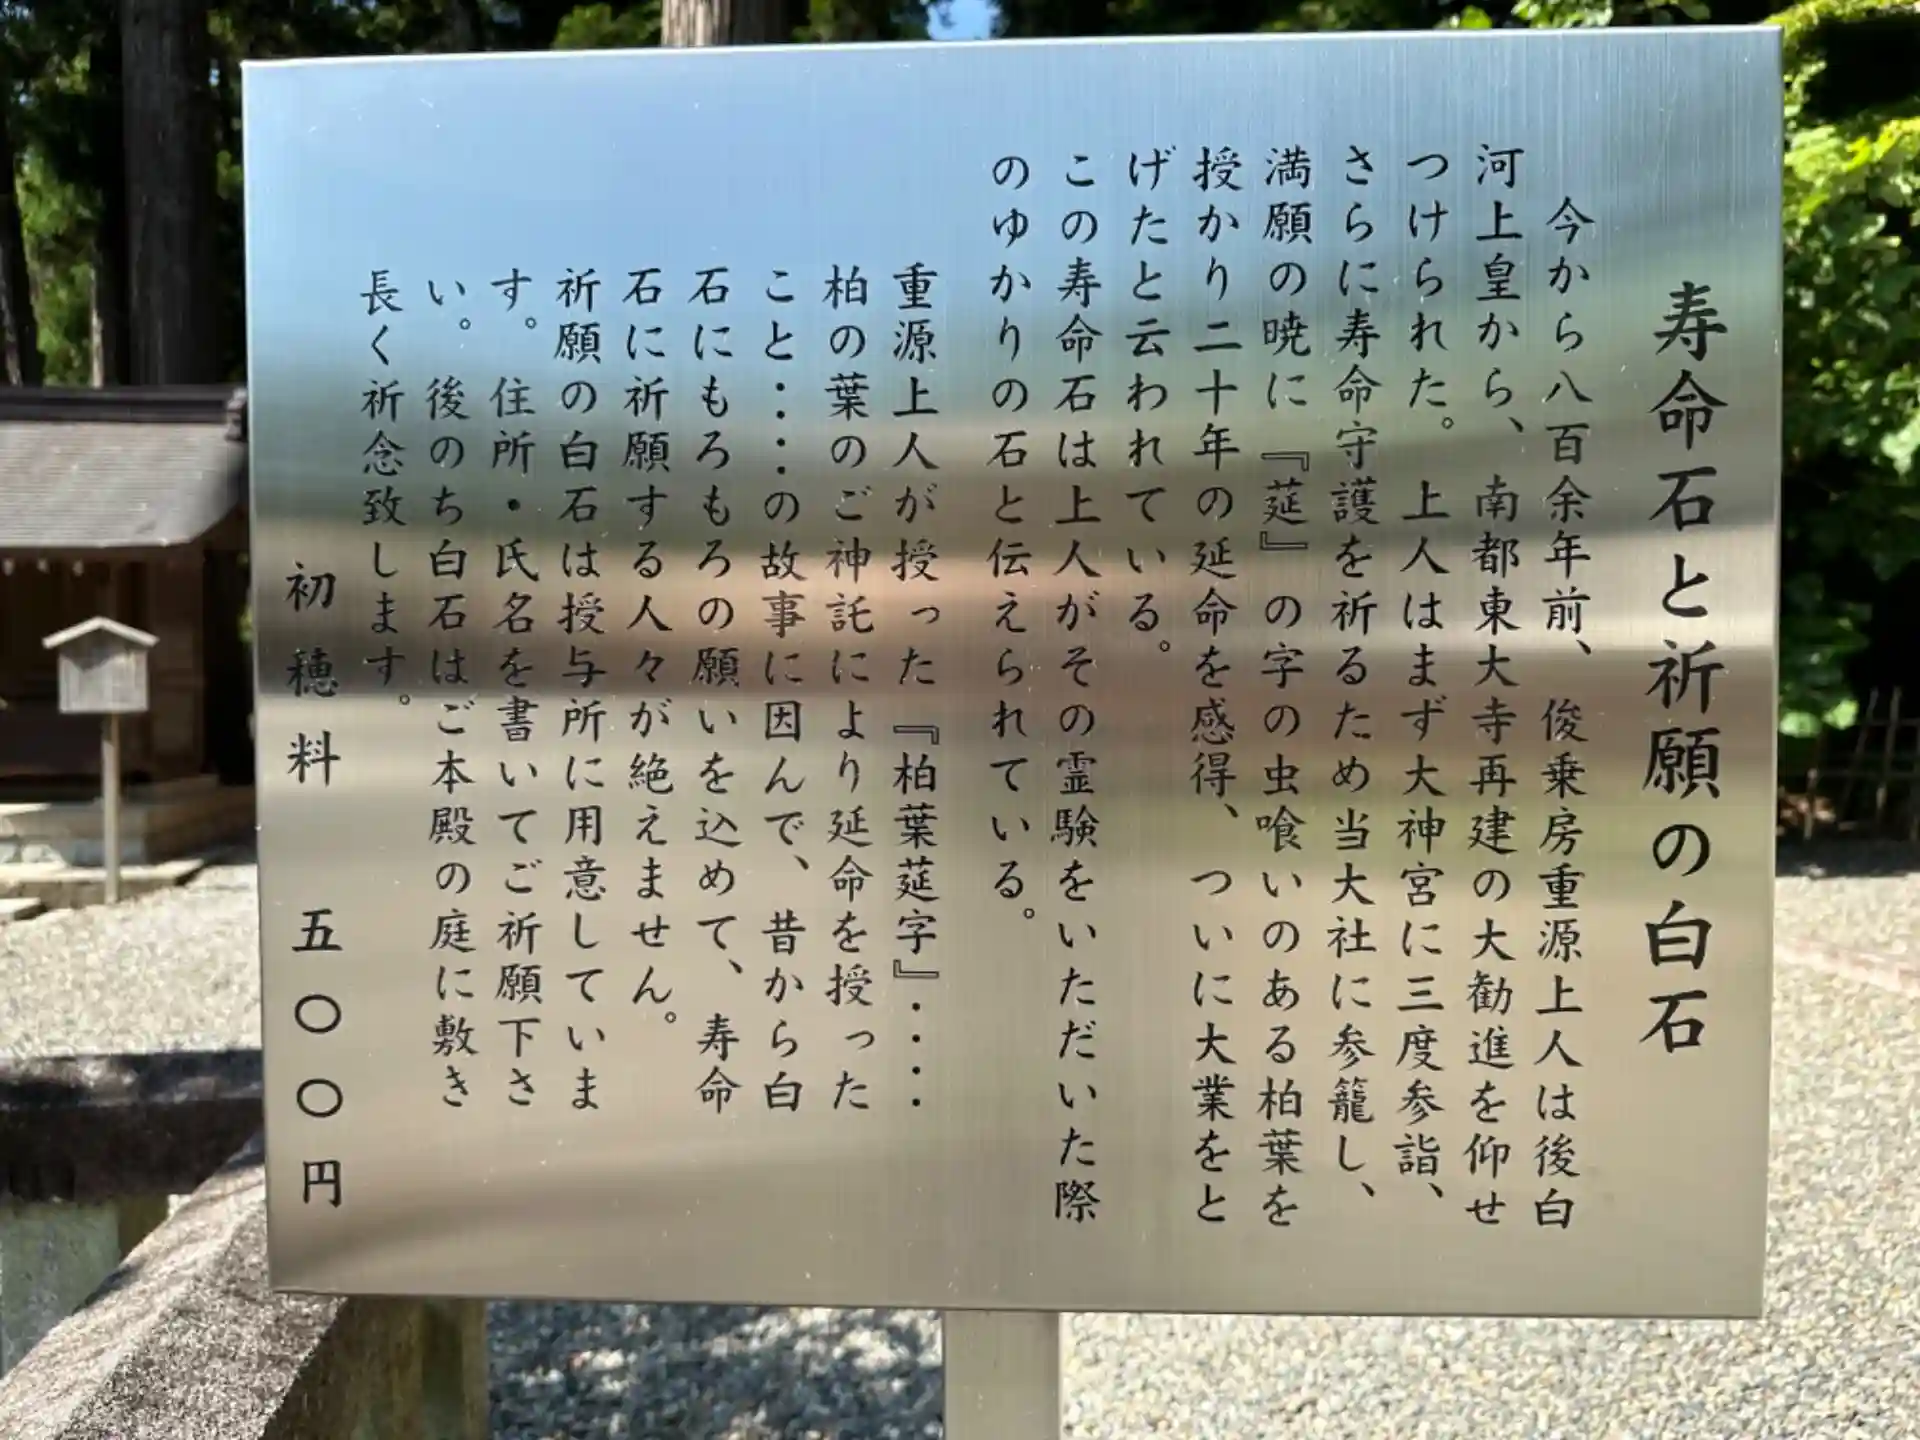 寿命石と祈願の白石
今から八百余年前、俊乗房重源上人は後白
河上皇から、南都東大寺再建の大勧進を仰せ
つけられた。上人はまず大神宮に三度参詣、
さらに寿命守護を祈るため当大社に参籠し、
満願の暁に『莚』の字の虫喰いのある柏葉を
授かり二十年の延命を感得、ついに大業をと
げたと云われている。
この寿命石は上人がその霊験をいただいた際
のゆかりの石と伝えられている。
重源上人が授った『柏葉莚字』・・・・
柏の葉のご神託により延命を授った
こと・・・・の故事に因んで、昔から白
石にもろもろの願いを込めて、寿命
石に祈願する人々が絶えません。
祈願の白石は授与所に用意していま
す。住所・氏名を書いてご祈願下さ
い。後のち白石はご本殿の庭に敷き
長く祈念致します。
初穂料 五〇〇円